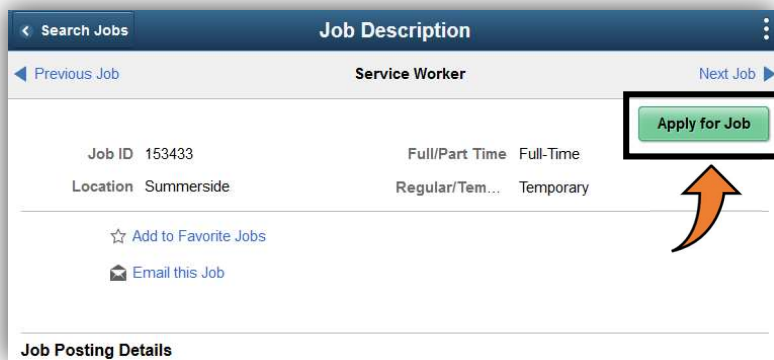 Search Jobs Job Description
Previous Job Service Worker Next Job
Apply for Job
Job ID 153433 Full/Part Time Full-Time
Location Summerside Regular/Tem... Temporary
Add to Favorite Jobs
Email this Job
Job Posting Details